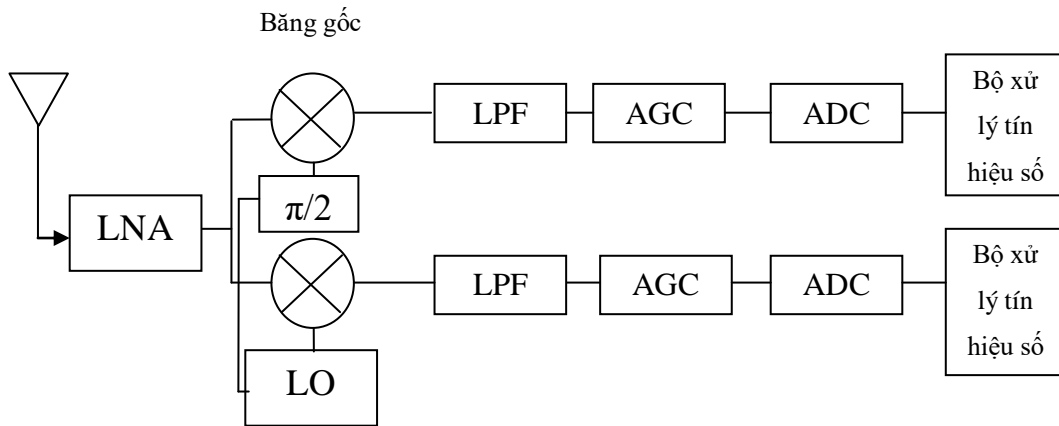 Băng gốc
LPF
AGC
ADC
Bộ xử
lý tín
hiệu số
π/2
LNA
LPF
AGC
ADC
Bộ xử
lý tín
hiệu số
LO